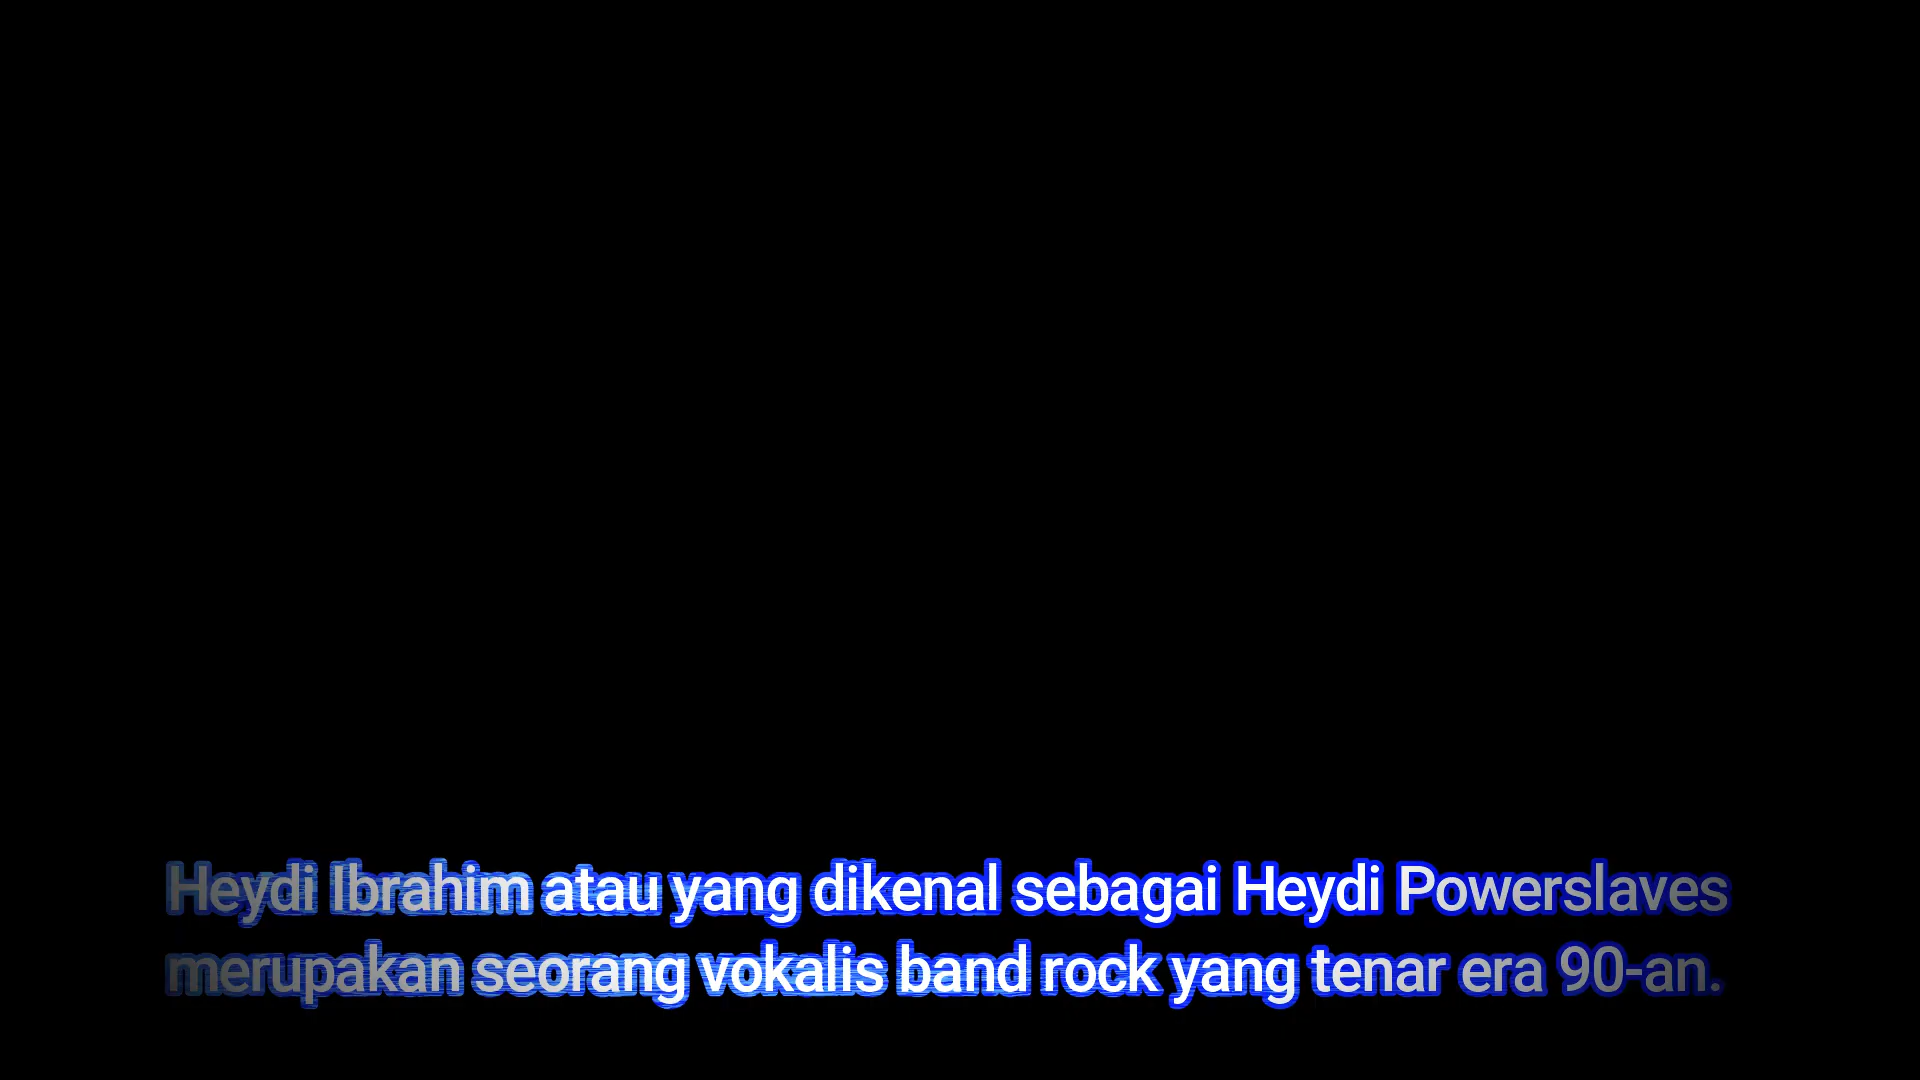 Heydi Ibrahim atau yang dikenal sebagai Heydi Powerslaves
merupakan seorang vokalis band rock yang tenar era 90-an.